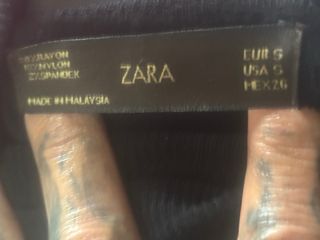 RAYON
NYLON
SPANDEX
MADE IN MALAYSIA
ZARA
EUR S
USA S
MEX 26